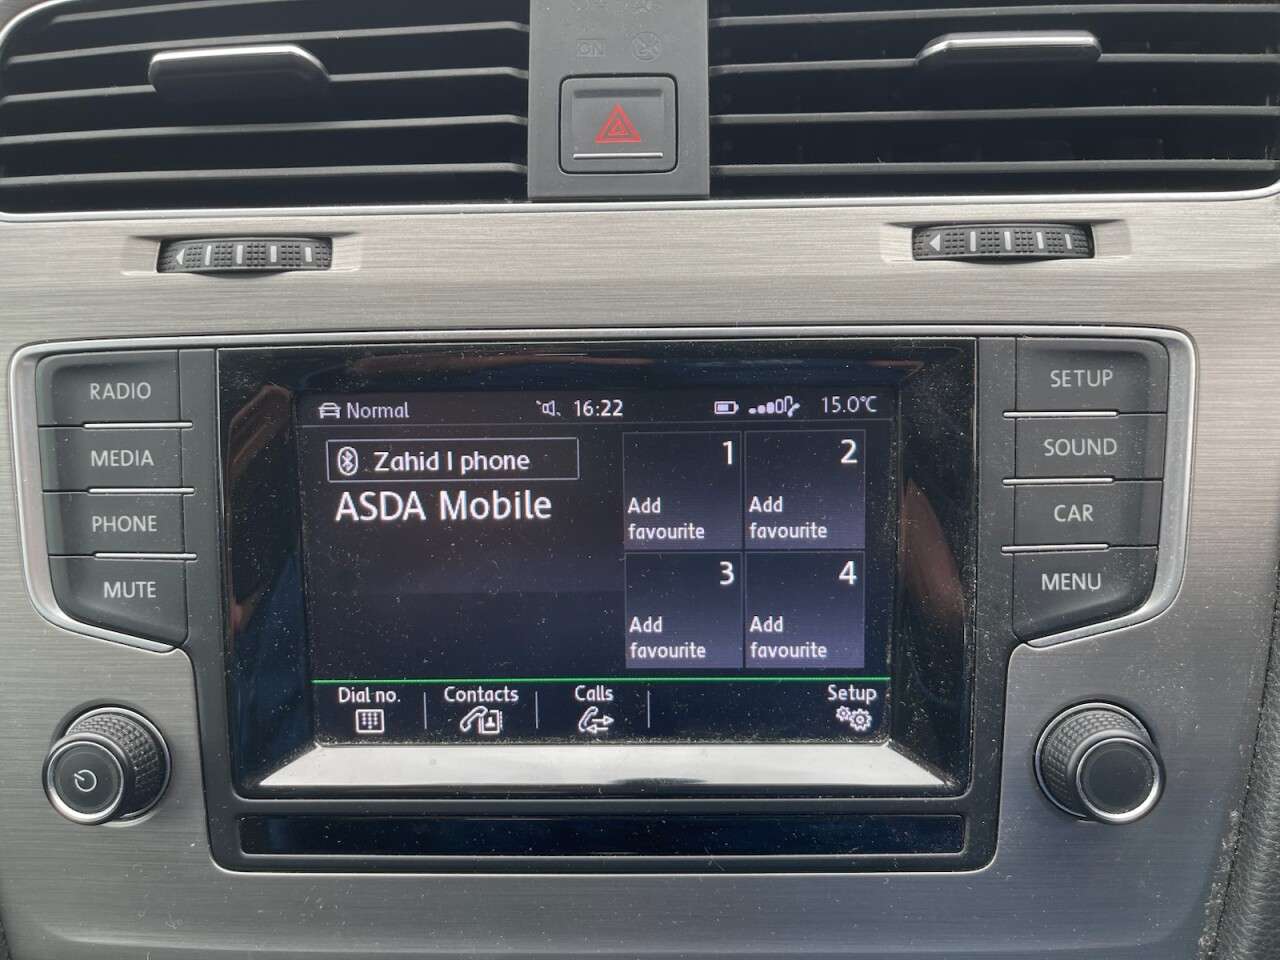 RADIO
MEDIA
PHONE
MUTE
Normal
16:22
15.0°C
Zahid I phone
ASDA Mobile
1
Add
favourite
2
Add
favourite
3
Add
favourite
4
Add
favourite
Dial no.
Contacts
Calls
Setup
SETUP
SOUND
CAR
MENU